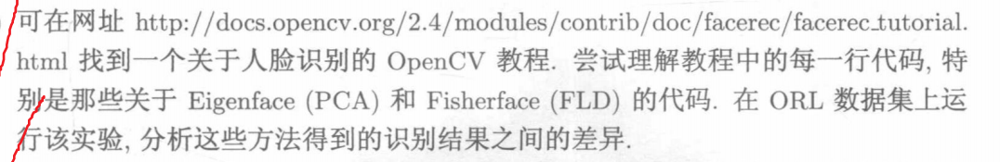 可在网址 http://docs.opencv.org/2.4/modules/contrib/doc/facerec/facerec_tutorial.
html 找到一个关于人脸识别的 OpenCV 教程. 尝试理解教程中的每一行代码, 特
别是那些关于 Eigenface (PCA) 和 Fisherface (FLD) 的代码. 在 ORL 数据集上运
行该实验, 分析这些方法得到的识别结果之间的差异.